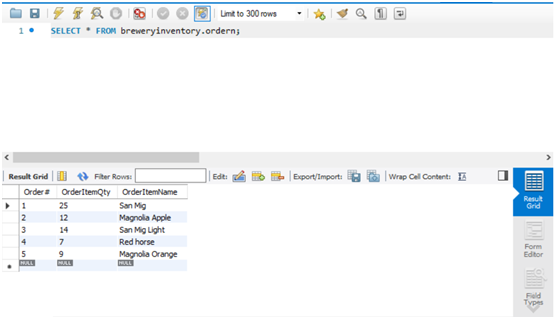 Limit to 300 rows
1 SELECT * FROM breweryinventory.ordern;
Result Grid Filter Rows: Edit: Export/Import: Wrap Cell Content:
Order# OrderItemQty OrderItemName
1 25 San Mig
2 12 Magnolia Apple
3 14 San Mig Light
4 7 Red horse
5 9 Magnolia Orange
NULL NULL NULL
Result
Grid
Form
Editor
Field
Types